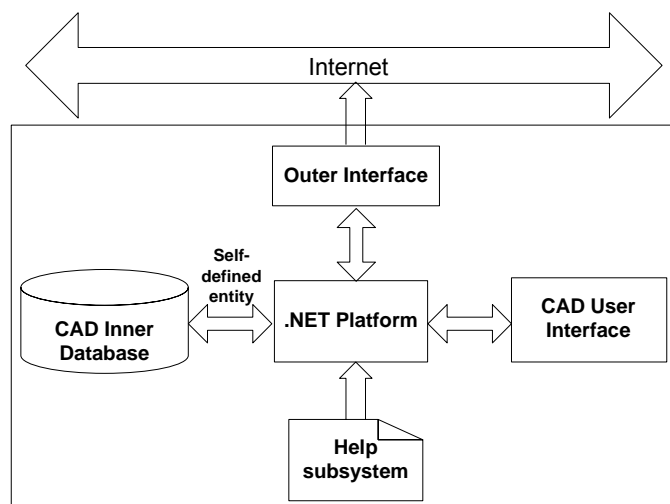 Internet
Outer Interface
Self-
defined
entity
CAD Inner
Database
.NET Platform
CAD User
Interface
Help
subsystem